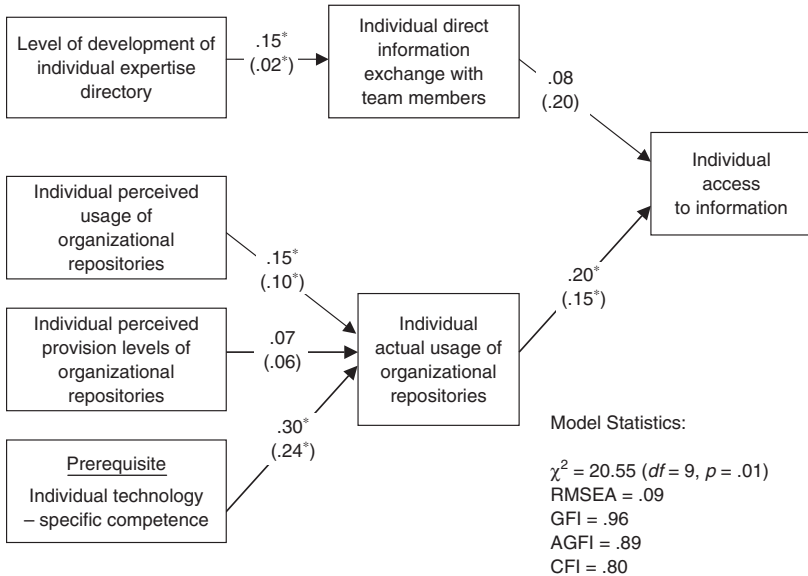 Level of development of
individual expertise
directory
.15*
(.02*)
Individual direct
information
exchange with
team members
.08
(.20)
Individual
access
to information
Individual perceived
usage of
organizational
repositories
.15*
(.10*)
.20*
(.15*)
Individual perceived
provision levels of
organizational
repositories
.07
(.06)
Individual
actual usage of
organizational
repositories
.30*
(.24*)
Prerequisite
Individual technology
– specific competence
Model Statistics:
χ² = 20.55 (df = 9, p = .01)
RMSEA = .09
GFI = .96
AGFI = .89
CFI = .80